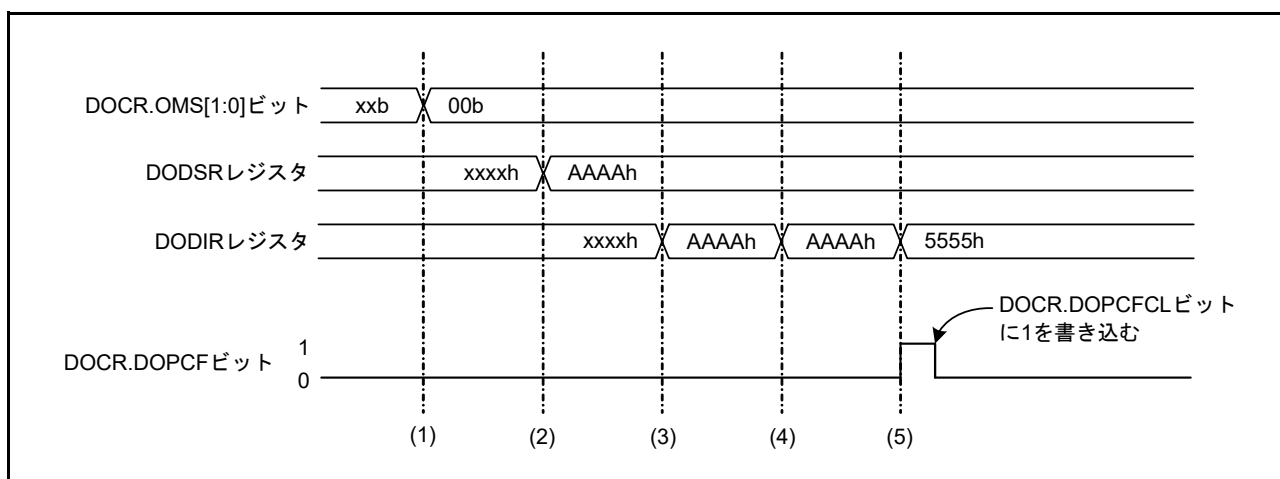 DOCR.OMS[1:0]ビット xxb 00b
DODSRレジスタ xxxxh AAAAh
DODIRレジスタ xxxxh AAAAh AAAAh 5555h
DOCR.DOPCFCLビット
に1を書き込む
DOCR.DOPCFビット 1
0
(1) (2) (3) (4) (5)